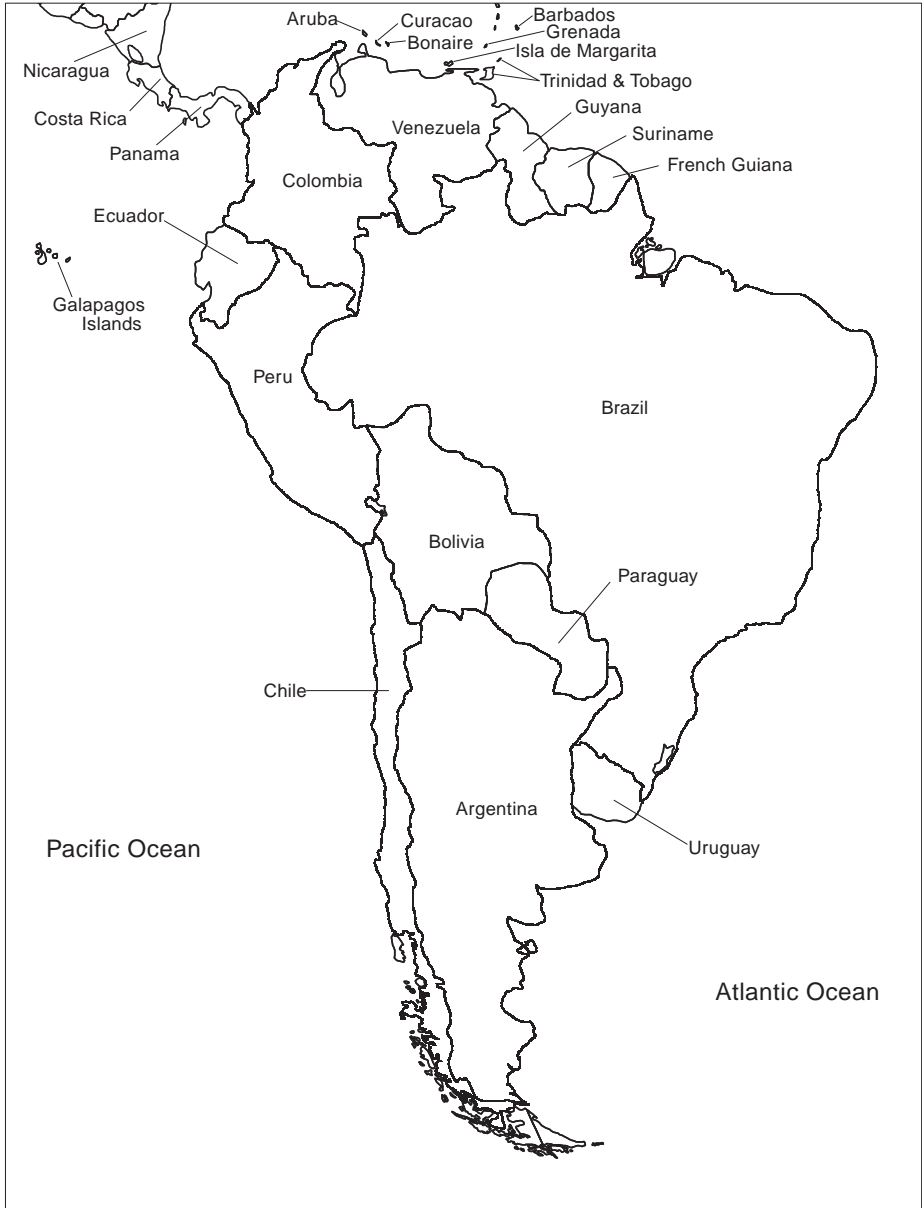 Aruba
Curacao
Bonaire
Barbados
Grenada
Isla de Margarita
Trinidad & Tobago
Nicaragua
Costa Rica
Panama
Venezuela
Guyana
Suriname
French Guiana
Colombia
Ecuador
Galapagos
Islands
Peru
Brazil
Bolivia
Paraguay
Chile
Argentina
Uruguay
Pacific Ocean
Atlantic Ocean